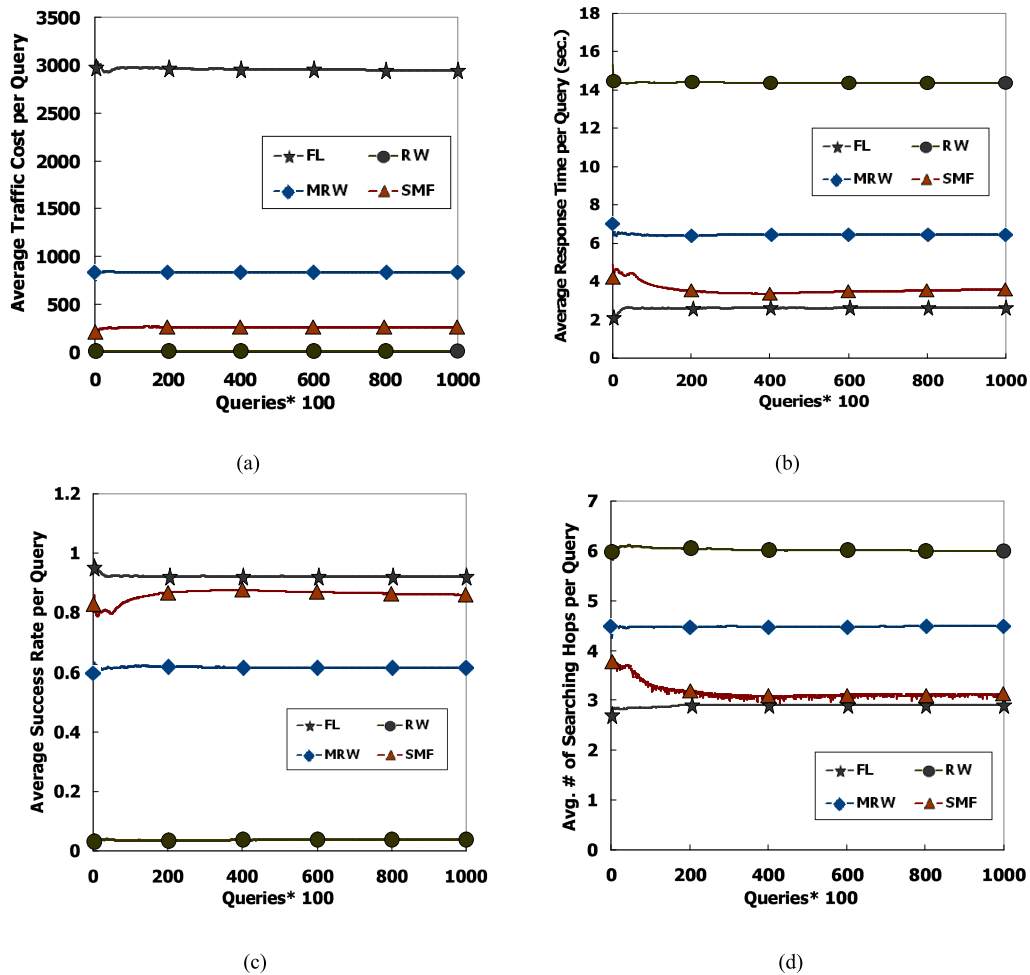 3500
3000
2500
2000
1500
1000
500
0
Average Traffic Cost per Query
FL
RW
MRW
SMF
0 200 400 600 800 1000
Queries* 100
(a)
18
16
14
12
10
8
6
4
2
0
Average Response Time per Query (sec.)
FL
RW
MRW
SMF
0 200 400 600 800 1000
Queries* 100
(b)
1.2
1
0.8
0.6
0.4
0.2
0
Average Success Rate per Query
FL
RW
MRW
SMF
0 200 400 600 800 1000
Queries* 100
(c)
7
6
5
4
3
2
1
0
Avg. # of Searching Hops per Query
FL
RW
MRW
SMF
0 200 400 600 800 1000
Queries* 100
(d)